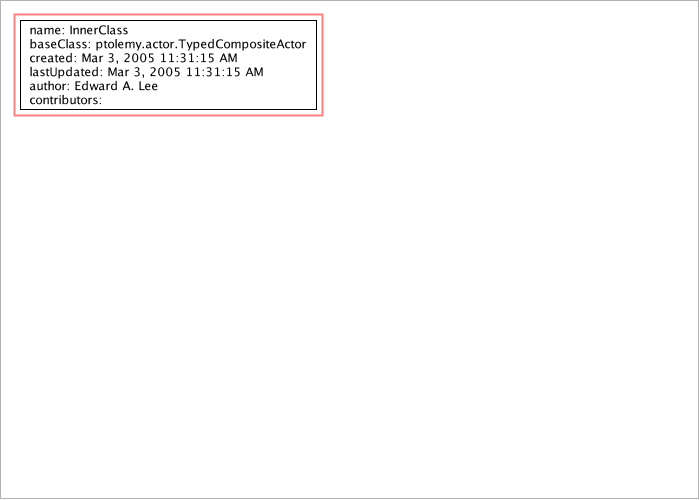 name: InnerClass
baseClass: ptolemy.actor.TypedCompositeActor
created: Mar 3, 2005 11:31:15 AM
lastUpdated: Mar 3, 2005 11:31:15 AM
author: Edward A. Lee
contributors: